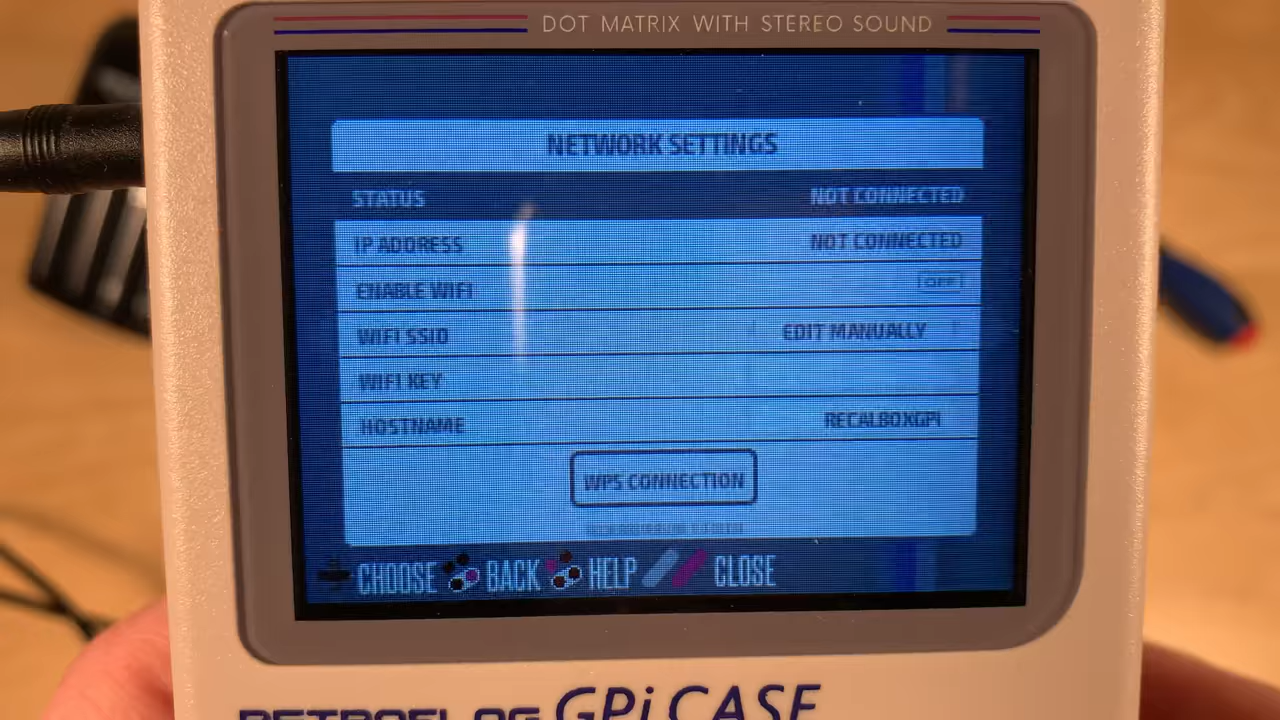 DOT MATRIX WITH STEREO SOUND
NETWORK SETTINGS
STATUS NOT CONNECTED
IP ADDRESS NOT CONNECTED
ENABLE WIFI OFF
WIFI SSID EDIT MANUALLY
WIFI KEY
HOSTNAME RECALBOXGPI
WPS CONNECTION
CHOOSE BACK HELP CLOSE
RETROFLAG GPi CASE